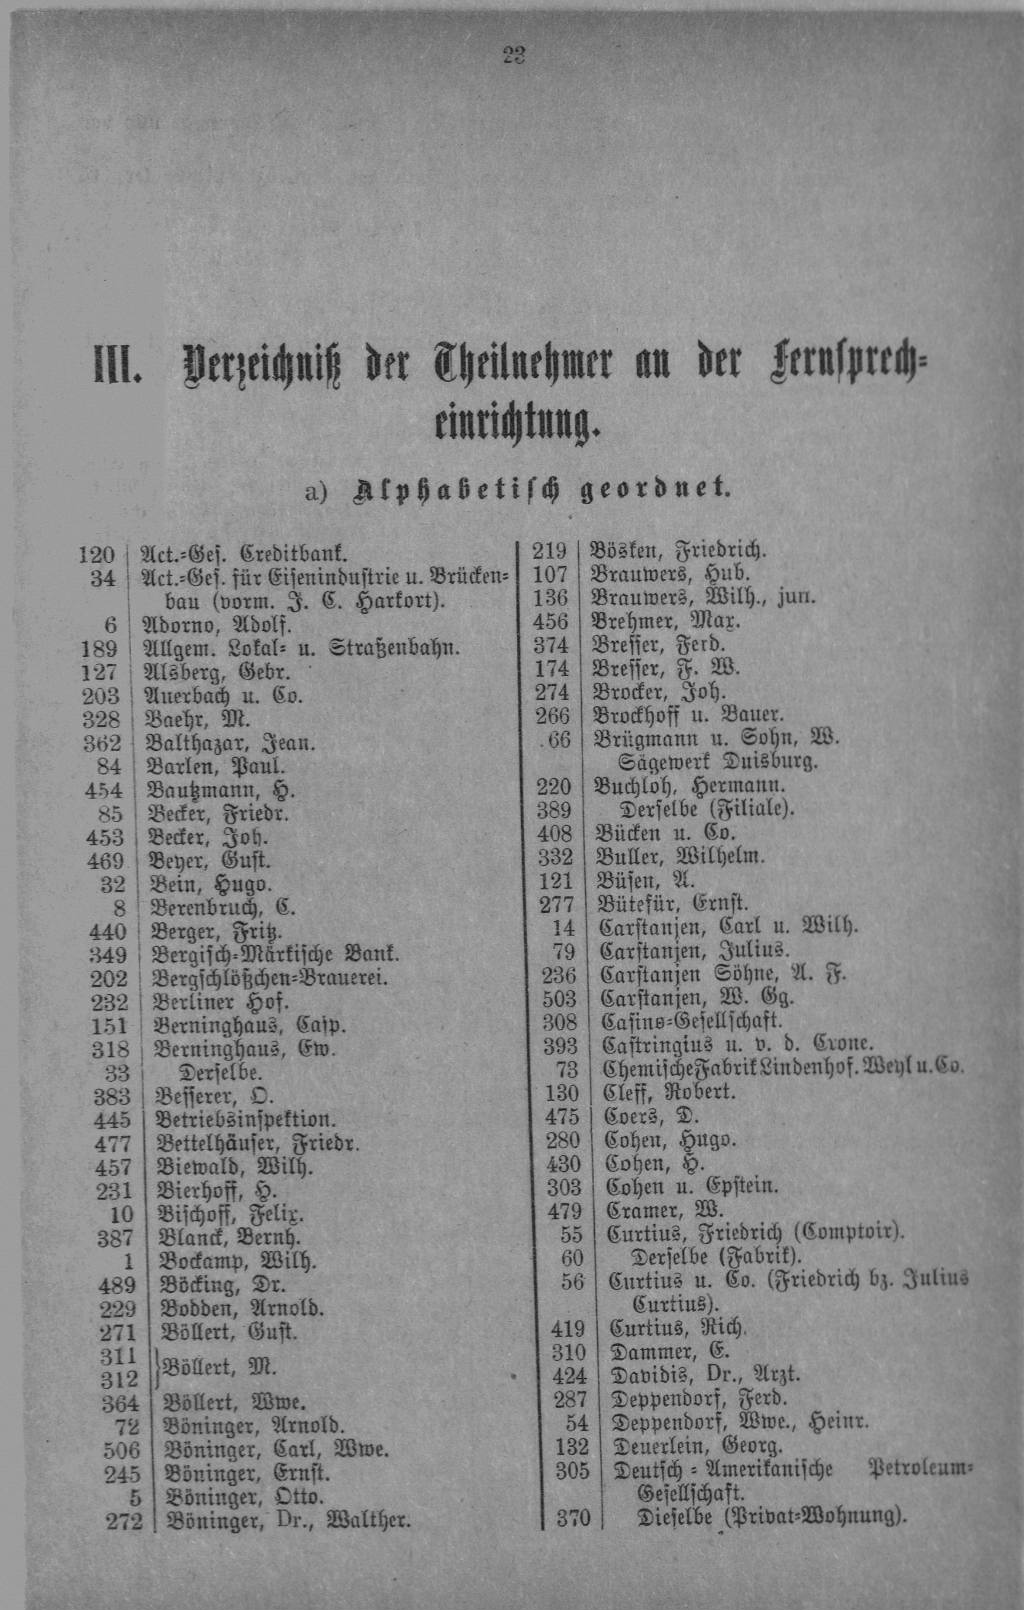 23
III. Verzeichniß der Theilnehmer an der Fernsprech-
einrichtung.
a) Alphabetisch geordnet.
120 Act.-Ges. Creditbank.
34 Act.-Ges. für Eisenindustrie u. Brücken-
bau (vorm. J. C. Harkort).
6 Adorno, Adolf.
189 Allgem. Lokal- u. Straßenbahn.
127 Alsberg, Gebr.
203 Auerbach u. Co.
328 Baehr, M.
362 Balthazar, Jean.
84 Barlen, Paul.
454 Bautzmann, H.
85 Becker, Friedr.
453 Becker, Joh.
469 Beyer, Gust.
32 Bein, Hugo.
8 Berenbruch, C.
440 Berger, Fritz.
349 Bergisch-Märkische Bank.
202 Bergschlößchen-Brauerei.
232 Berliner Hof.
151 Berninghaus, Casp.
318 Berninghaus, Ew.
33 Derselbe.
383 Besserer, O.
445 Betriebsinspektion.
477 Bettelhäuser, Friedr.
457 Biewald, Wilh.
231 Bierhoff, H.
10 Bischoff, Felix.
387 Blanck, Bernh.
1 Bockamp, Wilh.
489 Böcking, Dr.
229 Bodden, Arnold.
271 Böllert, Gust.
311
312 } Böllert, M.
364 Böllert, Wwe.
72 Böninger, Arnold.
506 Böninger, Carl, Wwe.
245 Böninger, Ernst.
5 Böninger, Otto.
272 Böninger, Dr., Walther.
219 Bösken, Friedrich.
107 Brauwers, Hub.
136 Brauwers, Wilh., jun.
456 Brehmer, Max.
374 Bresser, Ferd.
174 Bresser, F. W.
274 Brocker, Joh.
266 Brockhoff u. Bauer.
66 Brügmann u. Sohn, W.
Sägewerk Duisburg.
220 Buchloh, Hermann.
389 Derselbe (Filiale).
408 Bücken u. Co.
332 Buller, Wilhelm.
121 Büsen, A.
277 Bütefür, Ernst.
14 Carstanjen, Carl u. Wilh.
79 Carstanjen, Julius.
236 Carstanjen Söhne, A. F.
503 Carstanjen, W. Gg.
308 Casino-Gesellschaft.
393 Castringius u. v. d. Crone.
73 Chemische Fabrik Lindenhof. Weyl u. Co.
130 Cleff, Robert.
475 Coers, D.
280 Cohen, Hugo.
430 Cohen, H.
303 Cohen u. Epstein.
479 Cramer, W.
55 Curtius, Friedrich (Comptoir).
60 Derselbe (Fabrik).
56 Curtius u. Co. (Friedrich bz. Julius
Curtius).
419 Curtius, Rich.
310 Dammer, E.
424 Davidis, Dr., Arzt.
287 Deppendorf, Ferd.
54 Deppendorf, Wwe., Heinr.
132 Deuerlein, Georg.
305 Deutsch - Amerikanische Petroleum-
Gesellschaft.
370 Dieselbe (Privat-Wohnung).